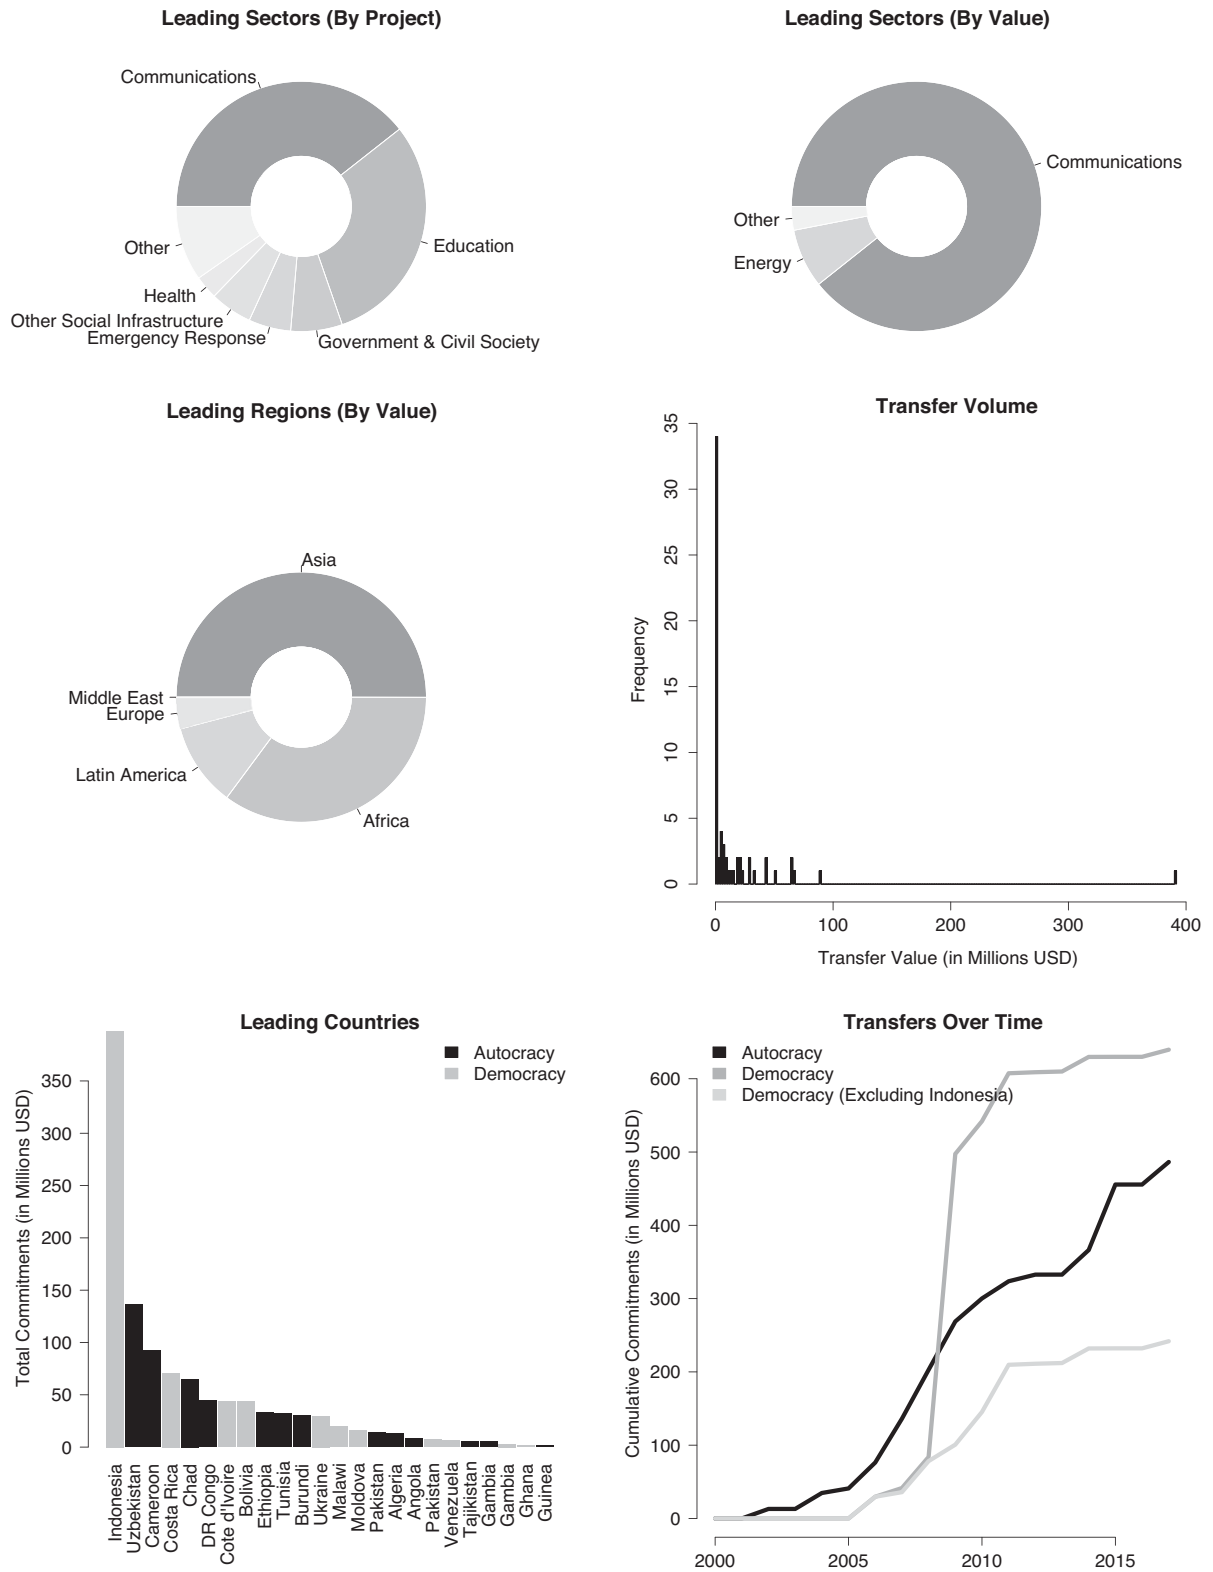 Leading Sectors (By Project)
Communications
Education
Other
Health
Other Social Infrastructure
Emergency Response
Government & Civil Society
Leading Sectors (By Value)
Communications
Other
Energy
Leading Regions (By Value)
Asia
Middle East
Europe
Latin America
Africa
Transfer Volume
Frequency
35
30
25
20
15
10
5
0
0 100 200 300 400
Transfer Value (in Millions USD)
Leading Countries
Autocracy
Democracy
Total Commitments (in Millions USD)
350
300
250
200
150
100
50
0
Indonesia
Uzbekistan
Cameroon
Costa Rica
Chad
DR Congo
Cote d'Ivoire
Bolivia
Ethiopia
Tunisia
Burundi
Ukraine
Malawi
Moldova
Pakistan
Algeria
Angola
Pakistan
Venezuela
Tajikistan
Gambia
Gambia
Ghana
Guinea
Transfers Over Time
Autocracy
Democracy
Democracy (Excluding Indonesia)
Cumulative Commitments (in Millions USD)
600
500
400
300
200
100
0
2000 2005 2010 2015